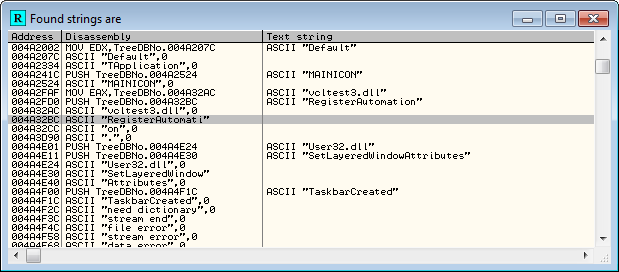 R Found strings are
Address Disassembly Text string
004A2002 MOV EDX,TreeDBNo.004A207C ASCII "Default"
004A207C ASCII "Default",0
004A2334 ASCII "TApplication",0
004A241C PUSH TreeDBNo.004A2524 ASCII "MAINICON"
004A2524 ASCII "MAINICON",0
004A2FAF MOV EAX,TreeDBNo.004A32AC ASCII "vcltest3.dll"
004A2FD0 PUSH TreeDBNo.004A32BC ASCII "RegisterAutomation"
004A32AC ASCII "vcltest3.dll",0
004A32BC ASCII "RegisterAutomati"
004A32CC ASCII "on",0
004A3D90 ASCII ".",0
004A4E01 PUSH TreeDBNo.004A4E24 ASCII "User32.dll"
004A4E11 PUSH TreeDBNo.004A4E30 ASCII "SetLayeredWindowAttributes"
004A4E24 ASCII "User32.dll",0
004A4E30 ASCII "SetLayeredWindow"
004A4E40 ASCII "Attributes",0
004A4F00 PUSH TreeDBNo.004A4F1C ASCII "TaskbarCreated"
004A4F1C ASCII "TaskbarCreated",0
004A4F2C ASCII "need dictionary",0
004A4F3C ASCII "stream end",0
004A4F4C ASCII "file error",0
004A4F58 ASCII "stream error",0
004A4F68 ASCII "data error",0